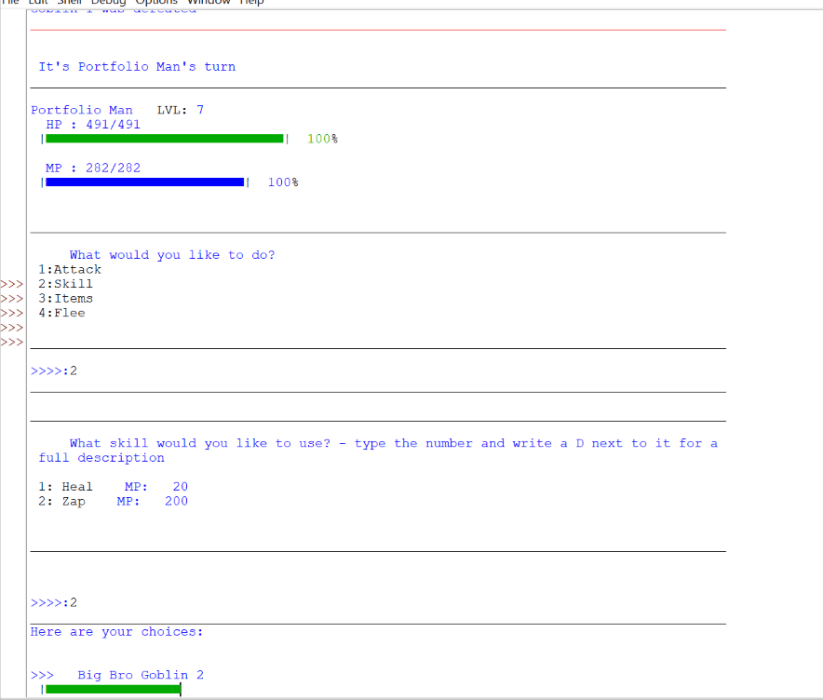 File Edit Shell Debug Options Window Help
Goblin 1 was defeated
It's Portfolio Man's turn
Portfolio Man LVL: 7
HP : 491/491
| | 100%
MP : 282/282
| | 100%
What would you like to do?
1:Attack
>>> 2:Skill
>>> 3:Items
>>> 4:Flee
>>>
>>>
>>>>:2
What skill would you like to use? - type the number and write a D next to it for a
full description
1: Heal MP: 20
2: Zap MP: 200
>>>>:2
Here are your choices:
>>> Big Bro Goblin 2
|